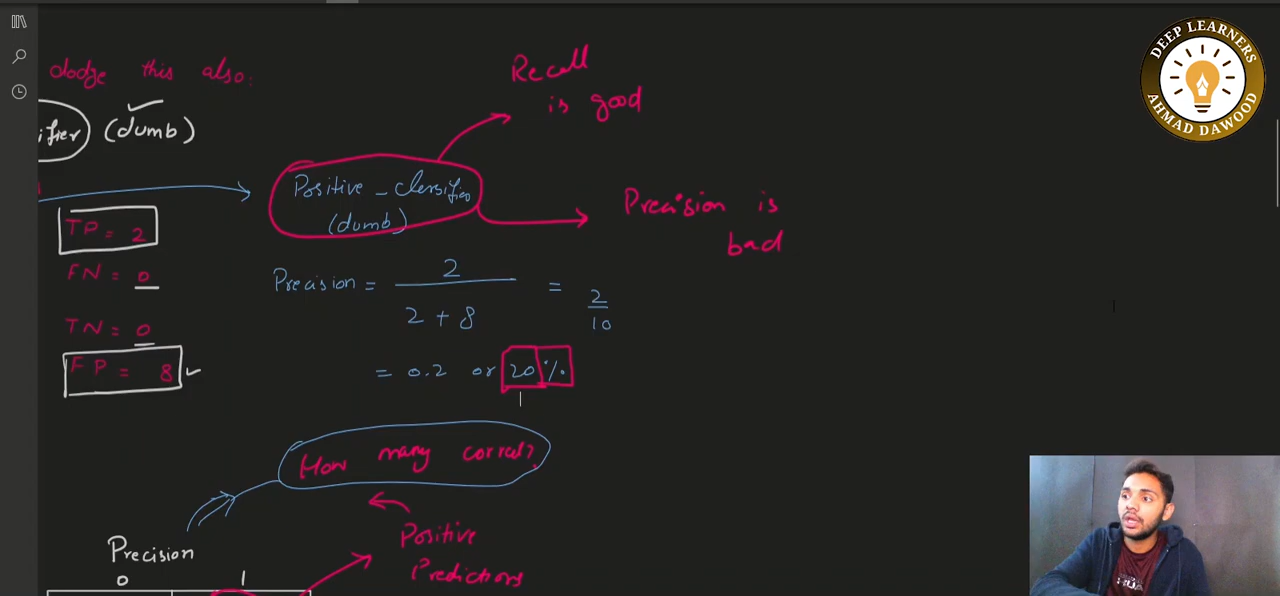 DEEP LEARNERS
AHMAD DAWOOD
dodge this also:
ifier) (dumb)
Recall
is good
Positive_classifier
(dumb)
Precision is
bad
TP = 2
FN = 0
TN = 0
FP = 8
Precision = 2
2 + 8
= 2
10
= 0.2 or 20%
How many correct?
Positive
Predictions
Precision
0 1